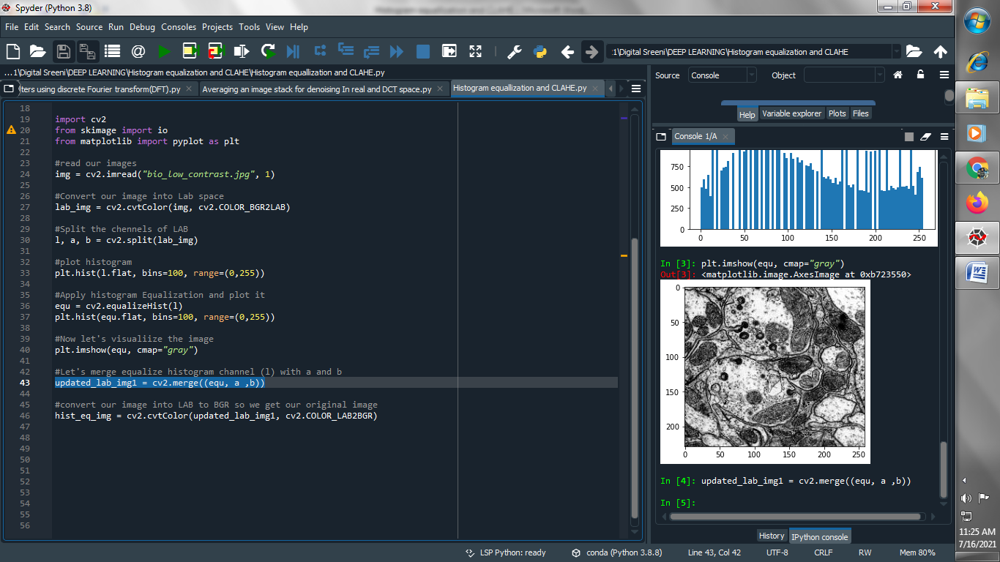 Spyder (Python 3.8)
File Edit Search Source Run Debug Consoles Projects Tools View Help
:1\Digital Sreeni\DEEP LEARNING\Histogram equalization and CLAHE
...1\Digital Sreeni\DEEP LEARNING\Histogram equalization and CLAHE\Histogram equallization and CLAHE.py
ters using discrete Fourier transform(DFT).py Averaging an image stack for denoising In real and DCT space.py Histogram equallization and CLAHE.py
18
19 import cv2
20 from skimage import io
21 from matplotlib import pyplot as plt
22
23 #read our images
24 img = cv2.imread("bio_low_contrast.jpg", 1)
25
26 #Convert our image into Lab space
27 lab_img = cv2.cvtColor(img, cv2.COLOR_BGR2LAB)
28
29 #Split the chennels of LAB
30 l, a, b = cv2.split(lab_img)
31
32 #plot histogram
33 plt.hist(l.flat, bins=100, range=(0,255))
34
35 #Apply histogram Equalization and plot it
36 equ = cv2.equalizeHist(l)
37 plt.hist(equ.flat, bins=100, range=(0,255))
38
39 #Now let's visualiize the image
40 plt.imshow(equ, cmap="gray")
41
42 #Let's merge equalize histogram channel (l) with a and b
43 updated_lab_img1 = cv2.merge((equ, a ,b))
44
45 #convert our image into LAB to BGR so we get our original image
46 hist_eq_img = cv2.cvtColor(updated_lab_img1, cv2.COLOR_LAB2BGR)
47
48
49
50
51
52
53
54
55
56
Source Console Object
Help Variable explorer Plots Files
Console 1/A
750
500
250
0
0 50 100 150 200 250
In [3]: plt.imshow(equ, cmap="gray")
Out[3]: <matplotlib.image.AxesImage at 0xb723550>
0
50
100
150
200
0 50 100 150 200 250
In [4]: updated_lab_img1 = cv2.merge((equ, a ,b))
In [5]:
History IPython console
LSP Python: ready conda (Python 3.8.8) Line 43, Col 42 UTF-8 CRLF RW Mem 80%
11:25 AM
7/16/2021